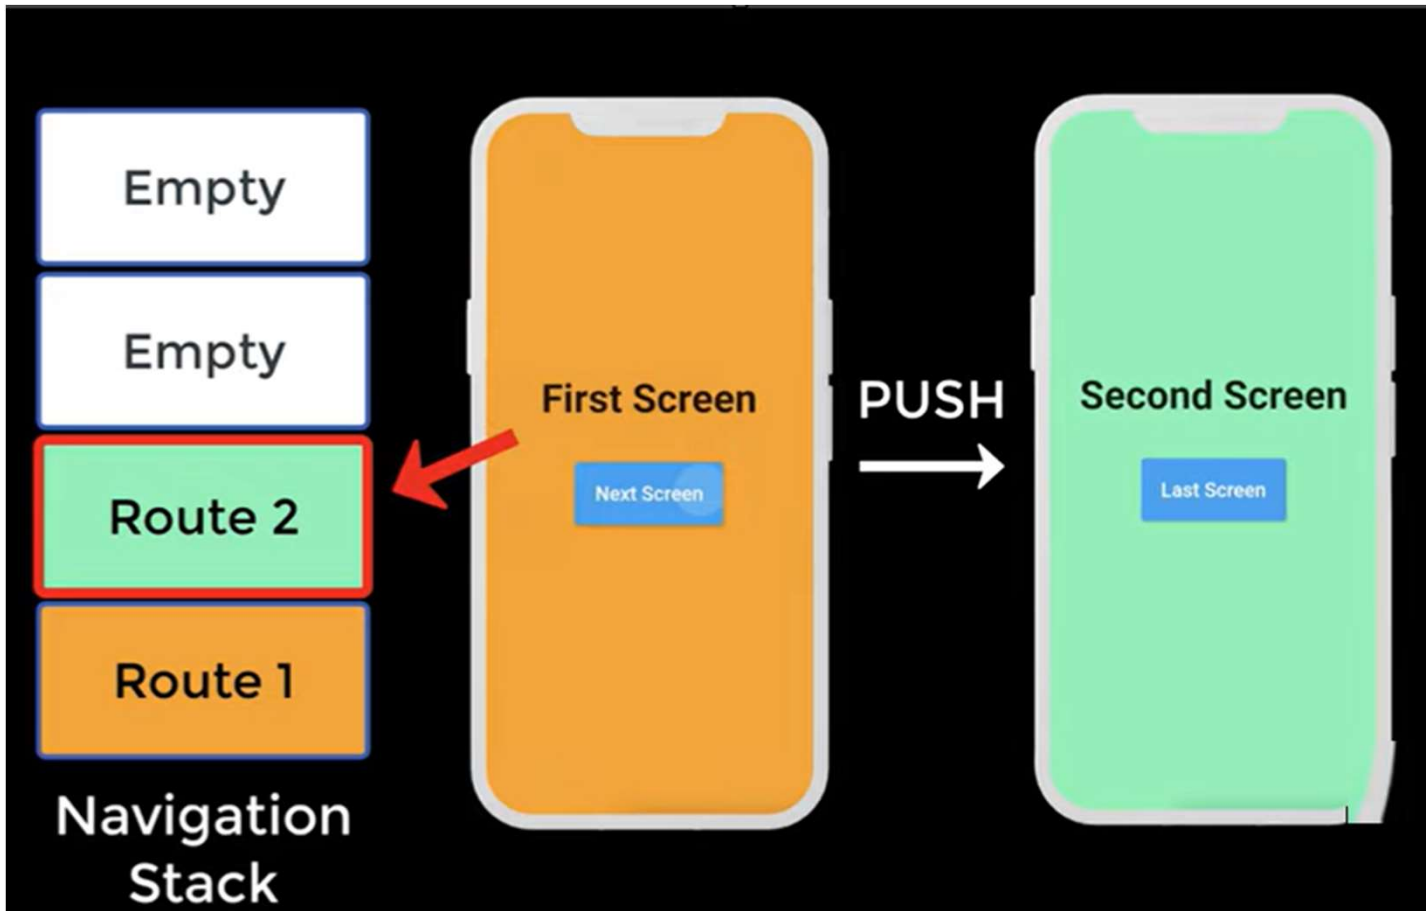 Empty
Empty
Route 2
Route 1
Navigation
Stack
First Screen
Next Screen
PUSH
Second Screen
Last Screen